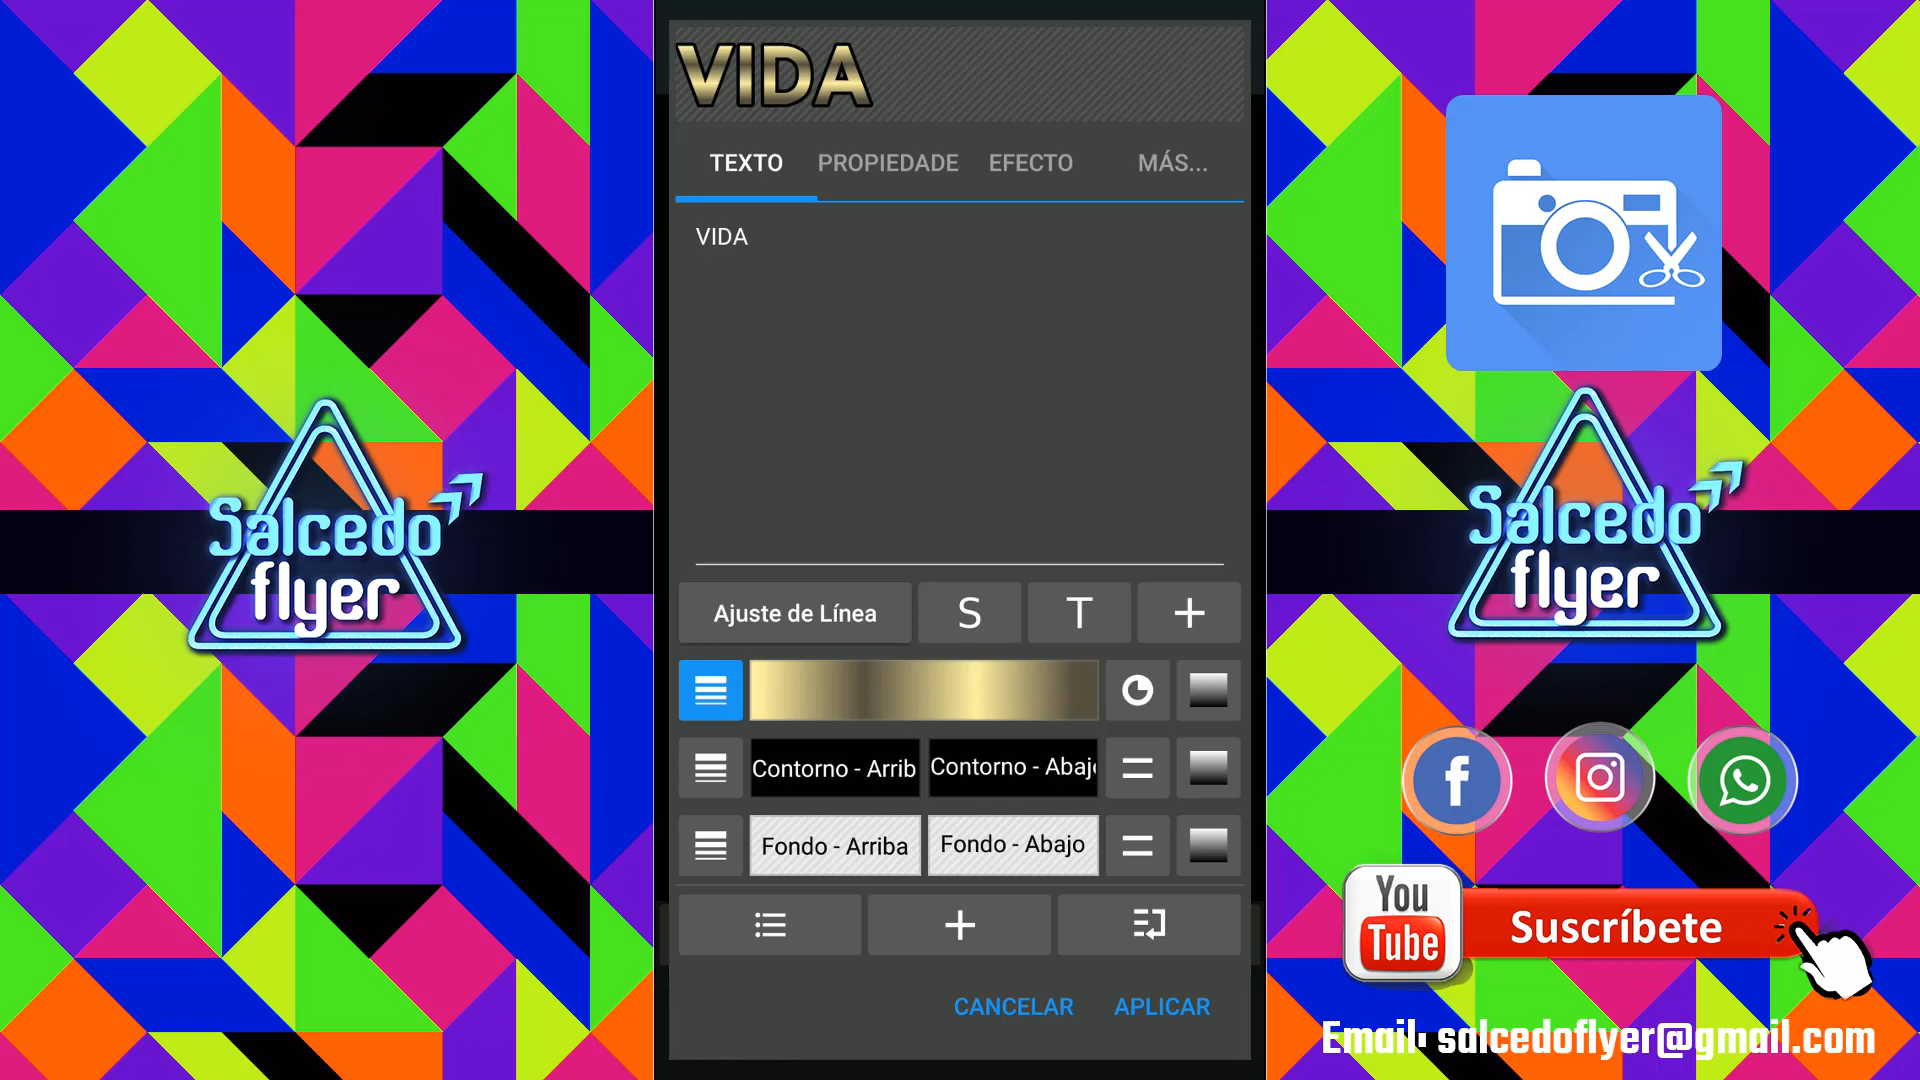 VIDA
TEXTO PROPIEDADE EFECTO MÁS...
VIDA
Ajuste de Línea S T +
Contorno - Arrib Contorno - Abaj
Fondo - Arriba Fondo - Abajo
CANCELAR APLICAR
Salcedo
flyer
Salcedo
flyer
You
Tube
Suscríbete
Email: salcedoflyer@gmail.com